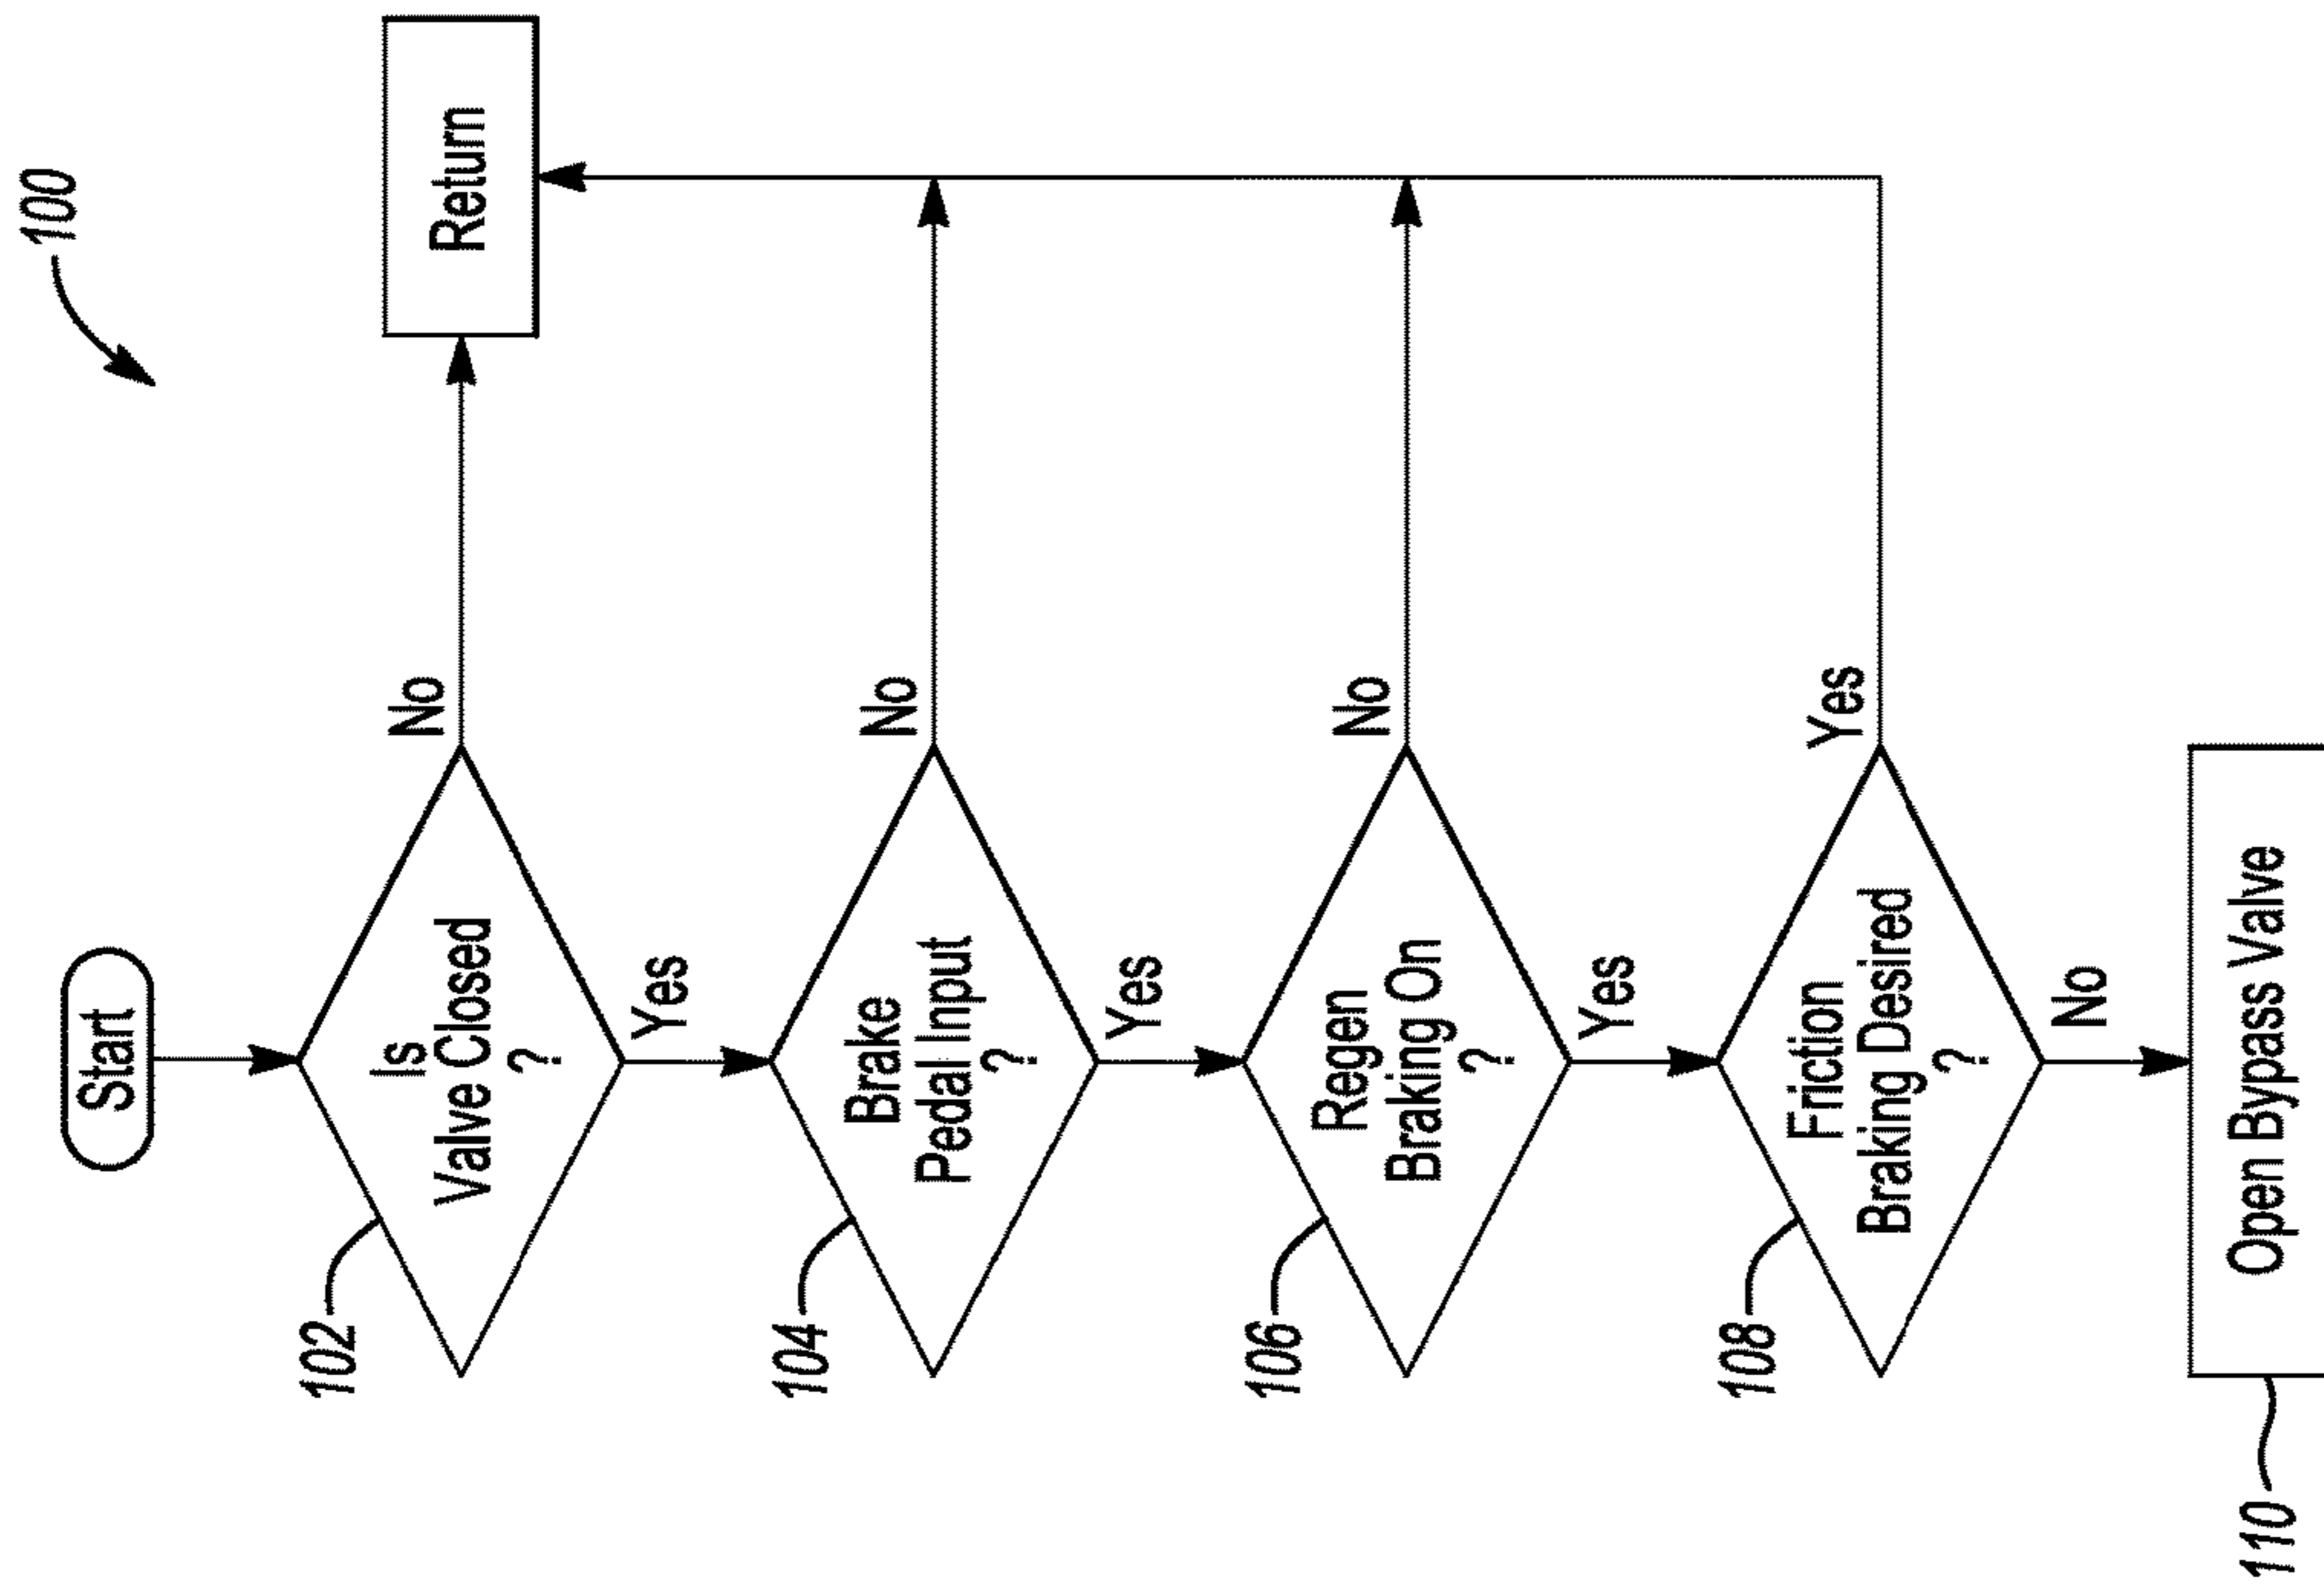 100
Start
102
Is
Valve Closed
?
No
Return
Yes
104
Brake
Pedal Input
?
No
Yes
106
Regen
Braking On
?
No
Yes
108
Friction
Braking Desired
?
Yes
No
110
Open Bypass Valve